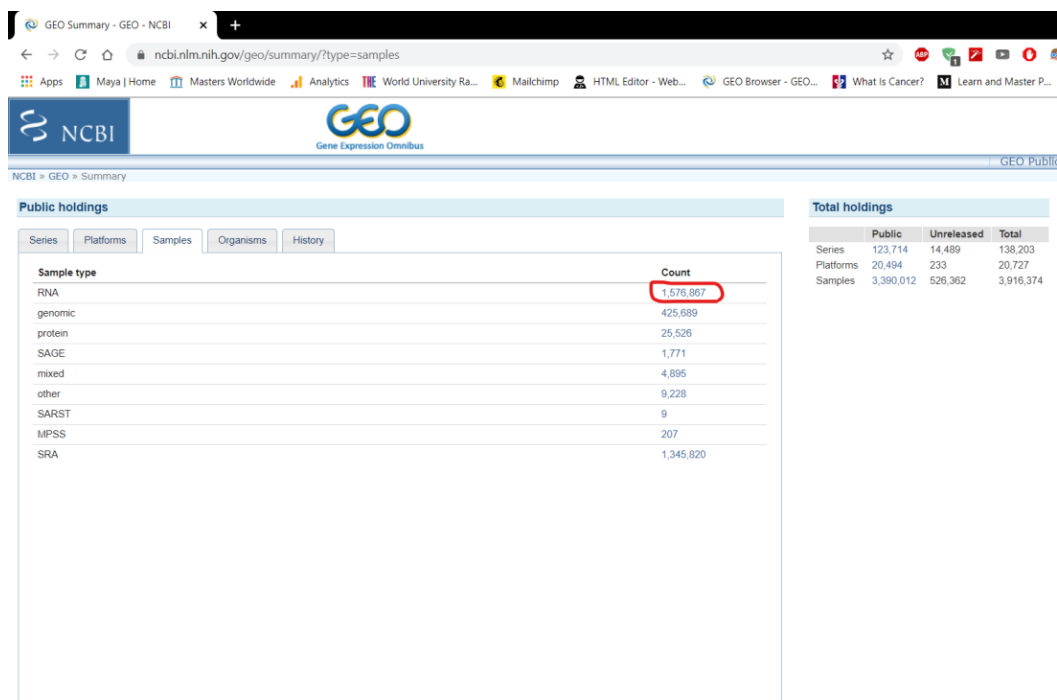 GEO Summary - GEO - NCBI
ncbi.nlm.nih.gov/geo/summary/?type=samples
ABP
1
Apps Maya | Home Masters Worldwide Analytics THE World University Ra... Mailchimp HTML Editor - Web... GEO Browser - GEO... What Is Cancer? M Learn and Master P...
NCBI
GEO
Gene Expression Omnibus
GEO Public
NCBI » GEO » Summary
Public holdings
Series Platforms Samples Organisms History
Sample type Count
RNA 1,576,867
genomic 425,689
protein 25,526
SAGE 1,771
mixed 4,895
other 9,228
SARST 9
MPSS 207
SRA 1,345,820
Total holdings
Public Unreleased Total
Series 123,714 14,489 138,203
Platforms 20,494 233 20,727
Samples 3,390,012 526,362 3,916,374